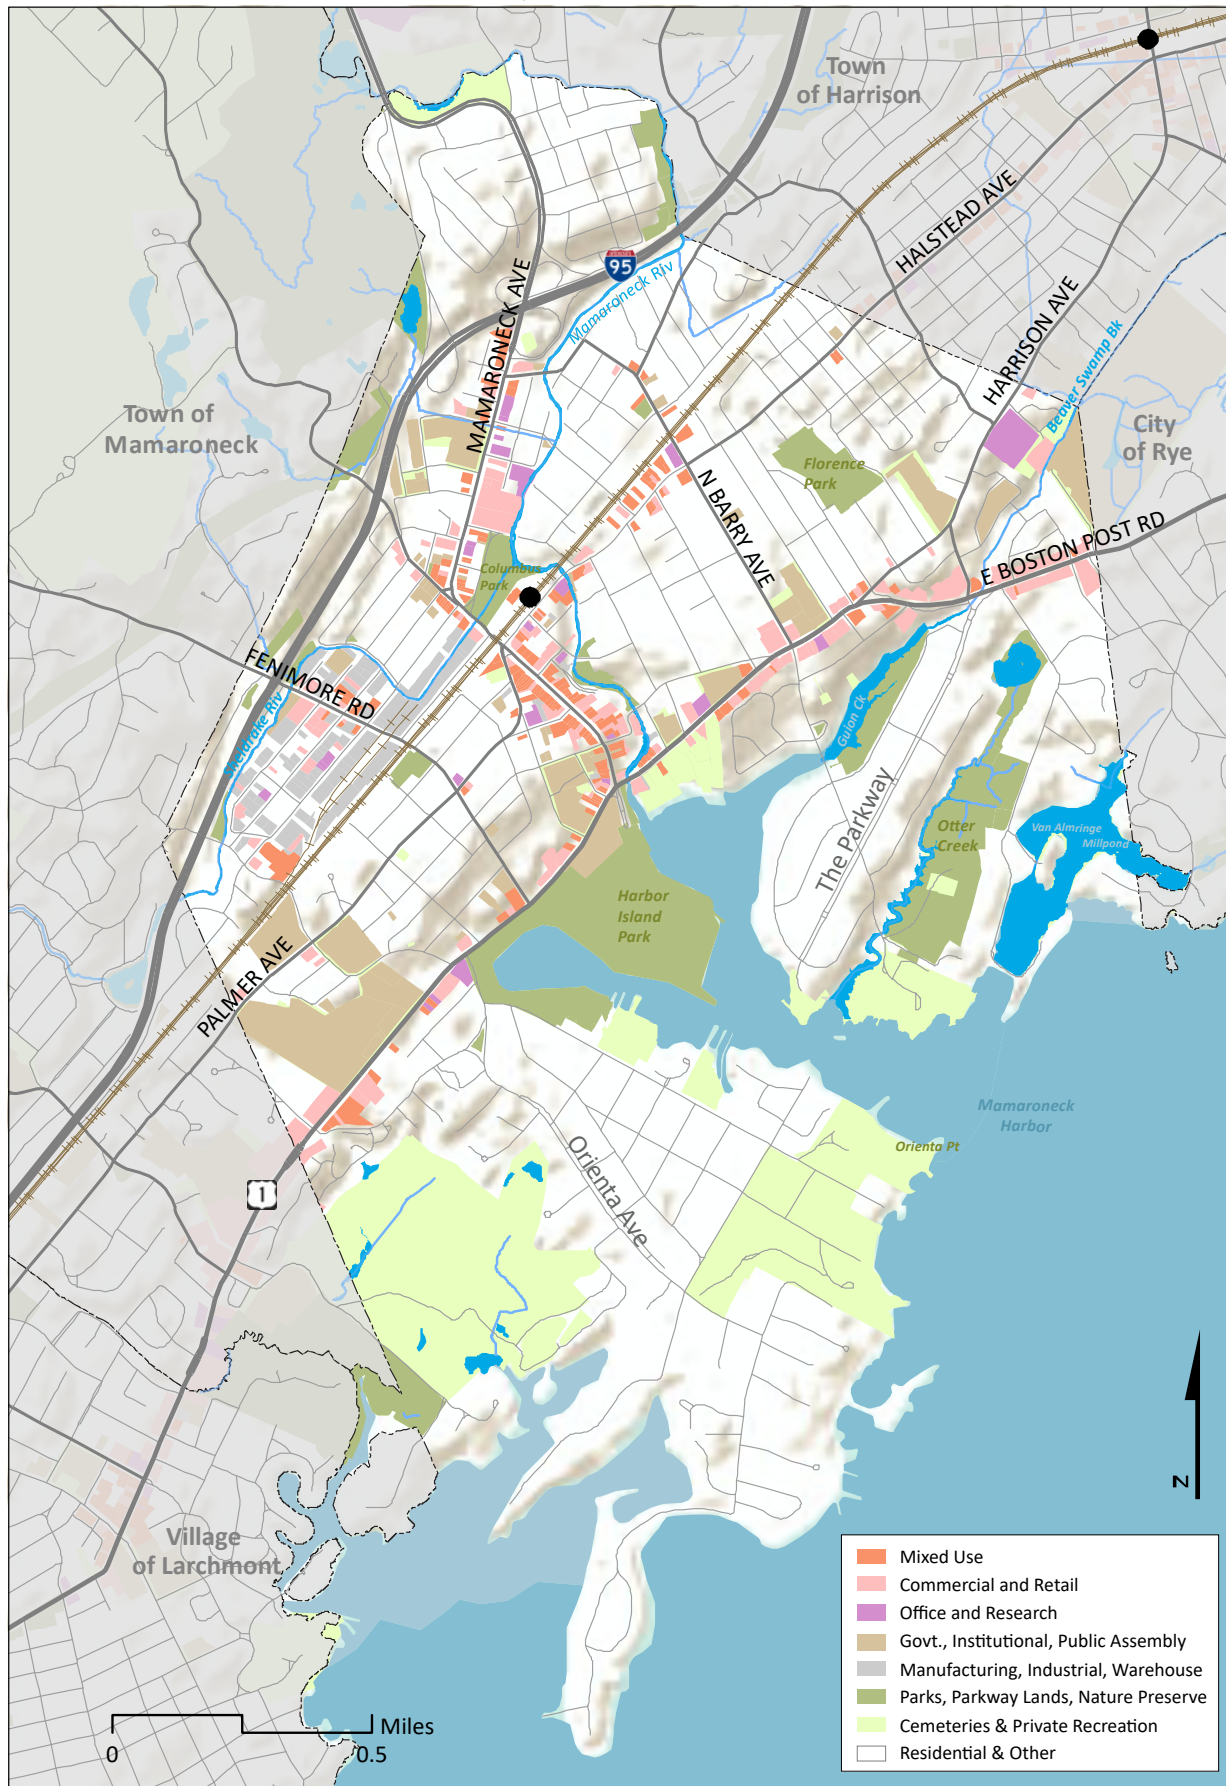 Town
of Harrison
HALSTEAD AVE
95
Mamaroneck Riv
MAMARONECK AVE
HARRISON AVE
Beaver Swamp Bk
Town of
Mamaroneck
City
of Rye
Florence
Park
N BARRY AVE
E BOSTON POST RD
Columbus
Park
FENIMORE RD
Sheldrake Riv
Guion Ck
The Parkway
Otter
Creek
Van Almringe
Millpond
Harbor
Island
Park
PALMER AVE
Mamaroneck
Harbor
Orienta Pt
Orienta Ave
1
Village
of Larchmont
N
Mixed Use
Commercial and Retail
Office and Research
Govt., Institutional, Public Assembly
Manufacturing, Industrial, Warehouse
Parks, Parkway Lands, Nature Preserve
Cemeteries & Private Recreation
Residential & Other
Miles
0
0.5